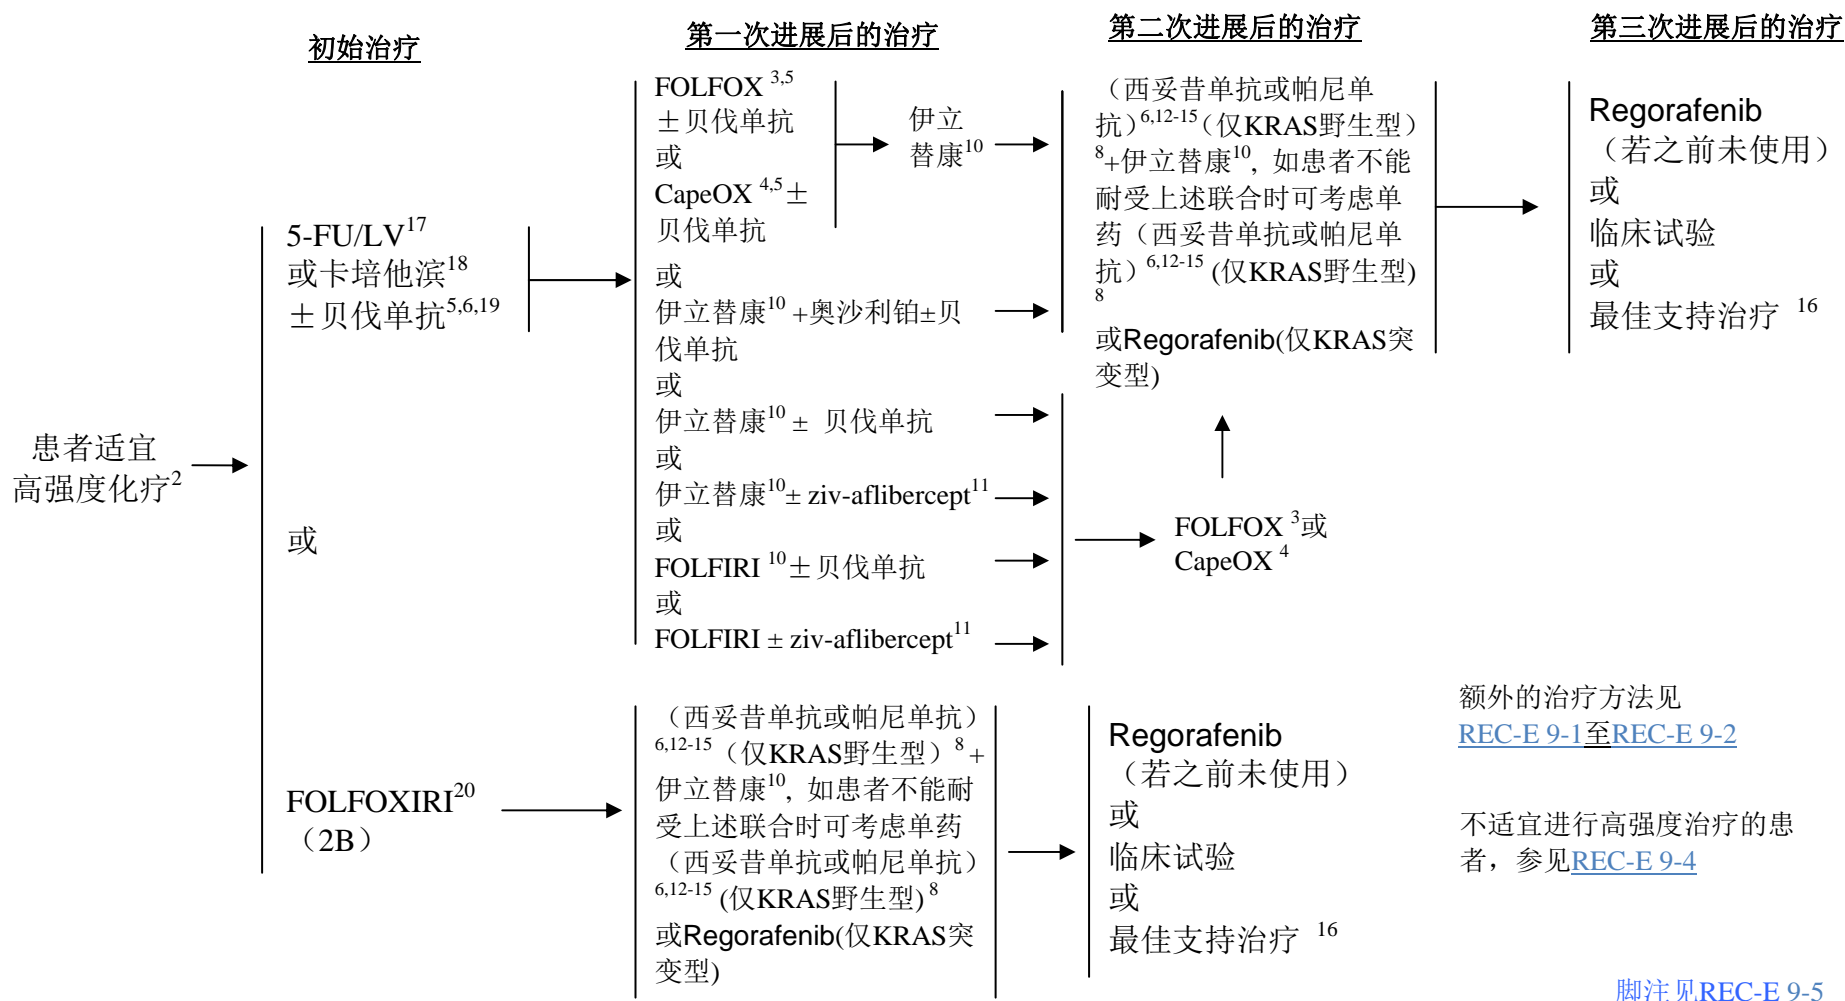 初始治疗
第一次进展后的治疗
第二次进展后的治疗
第三次进展后的治疗
患者适宜
高强度化疗2
5-FU/LV17
或卡培他滨18
±贝伐单抗5,6,19
或
FOLFOXIRI20
（2B）
FOLFOX 3,5
±贝伐单抗
或
CapeOX 4,5±
贝伐单抗
伊立
替康10
或
伊立替康10 +奥沙利铂±贝
伐单抗
或
伊立替康10 ± 贝伐单抗
或
伊立替康10± ziv-aflibercept11
或
FOLFIRI 10±贝伐单抗
或
FOLFIRI ± ziv-aflibercept11
（西妥昔单抗或帕尼单
抗）6,12-15（仅KRAS野生型）
8+伊立替康10, 如患者不能
耐受上述联合时可考虑单
药（西妥昔单抗或帕尼单
抗）6,12-15 (仅KRAS野生型)
8
或Regorafenib(仅KRAS突
变型)
FOLFOX 3或
CapeOX 4
Regorafenib
（若之前未使用）
或
临床试验
或
最佳支持治疗 16
（西妥昔单抗或帕尼单抗）
6,12-15（仅KRAS野生型）8+
伊立替康10, 如患者不能耐
受上述联合时可考虑单药
（西妥昔单抗或帕尼单抗）
6,12-15 (仅KRAS野生型) 8
或Regorafenib(仅KRAS突
变型)
Regorafenib
（若之前未使用）
或
临床试验
或
最佳支持治疗 16
额外的治疗方法见
REC-E 9-1至REC-E 9-2
不适宜进行高强度治疗的患
者，参见REC-E 9-4
脚注见REC-E 9-5